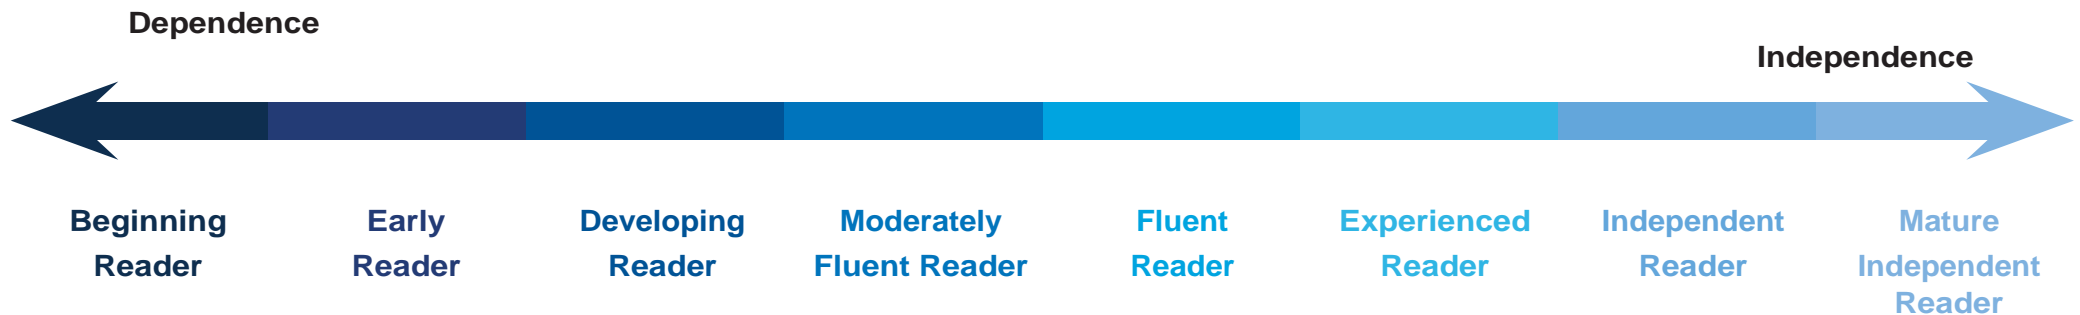 Dependence
Independence
Beginning
Reader
Early
Reader
Developing
Reader
Moderately
Fluent Reader
Fluent
Reader
Experienced
Reader
Independent
Reader
Mature
Independent
Reader